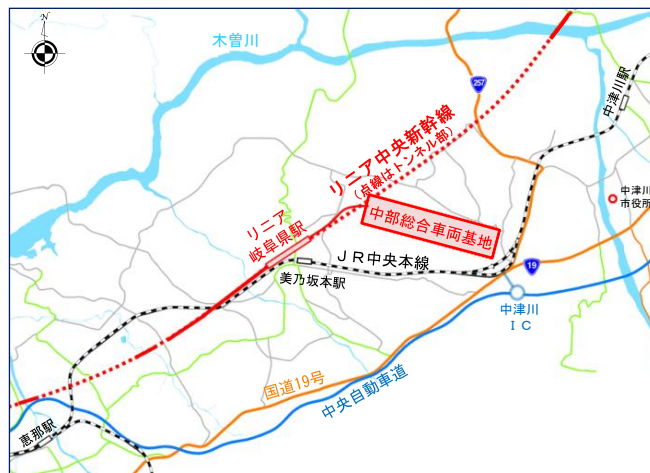 N
木曽川
257
中津川駅
リニア中央新幹線
(点線はトンネル部)
中津川
市役所
リニア
岐阜県駅
中部総合車両基地
JR中央本線
美乃坂本駅
19
中津川
IC
国道19号
中央自動車道
恵那駅